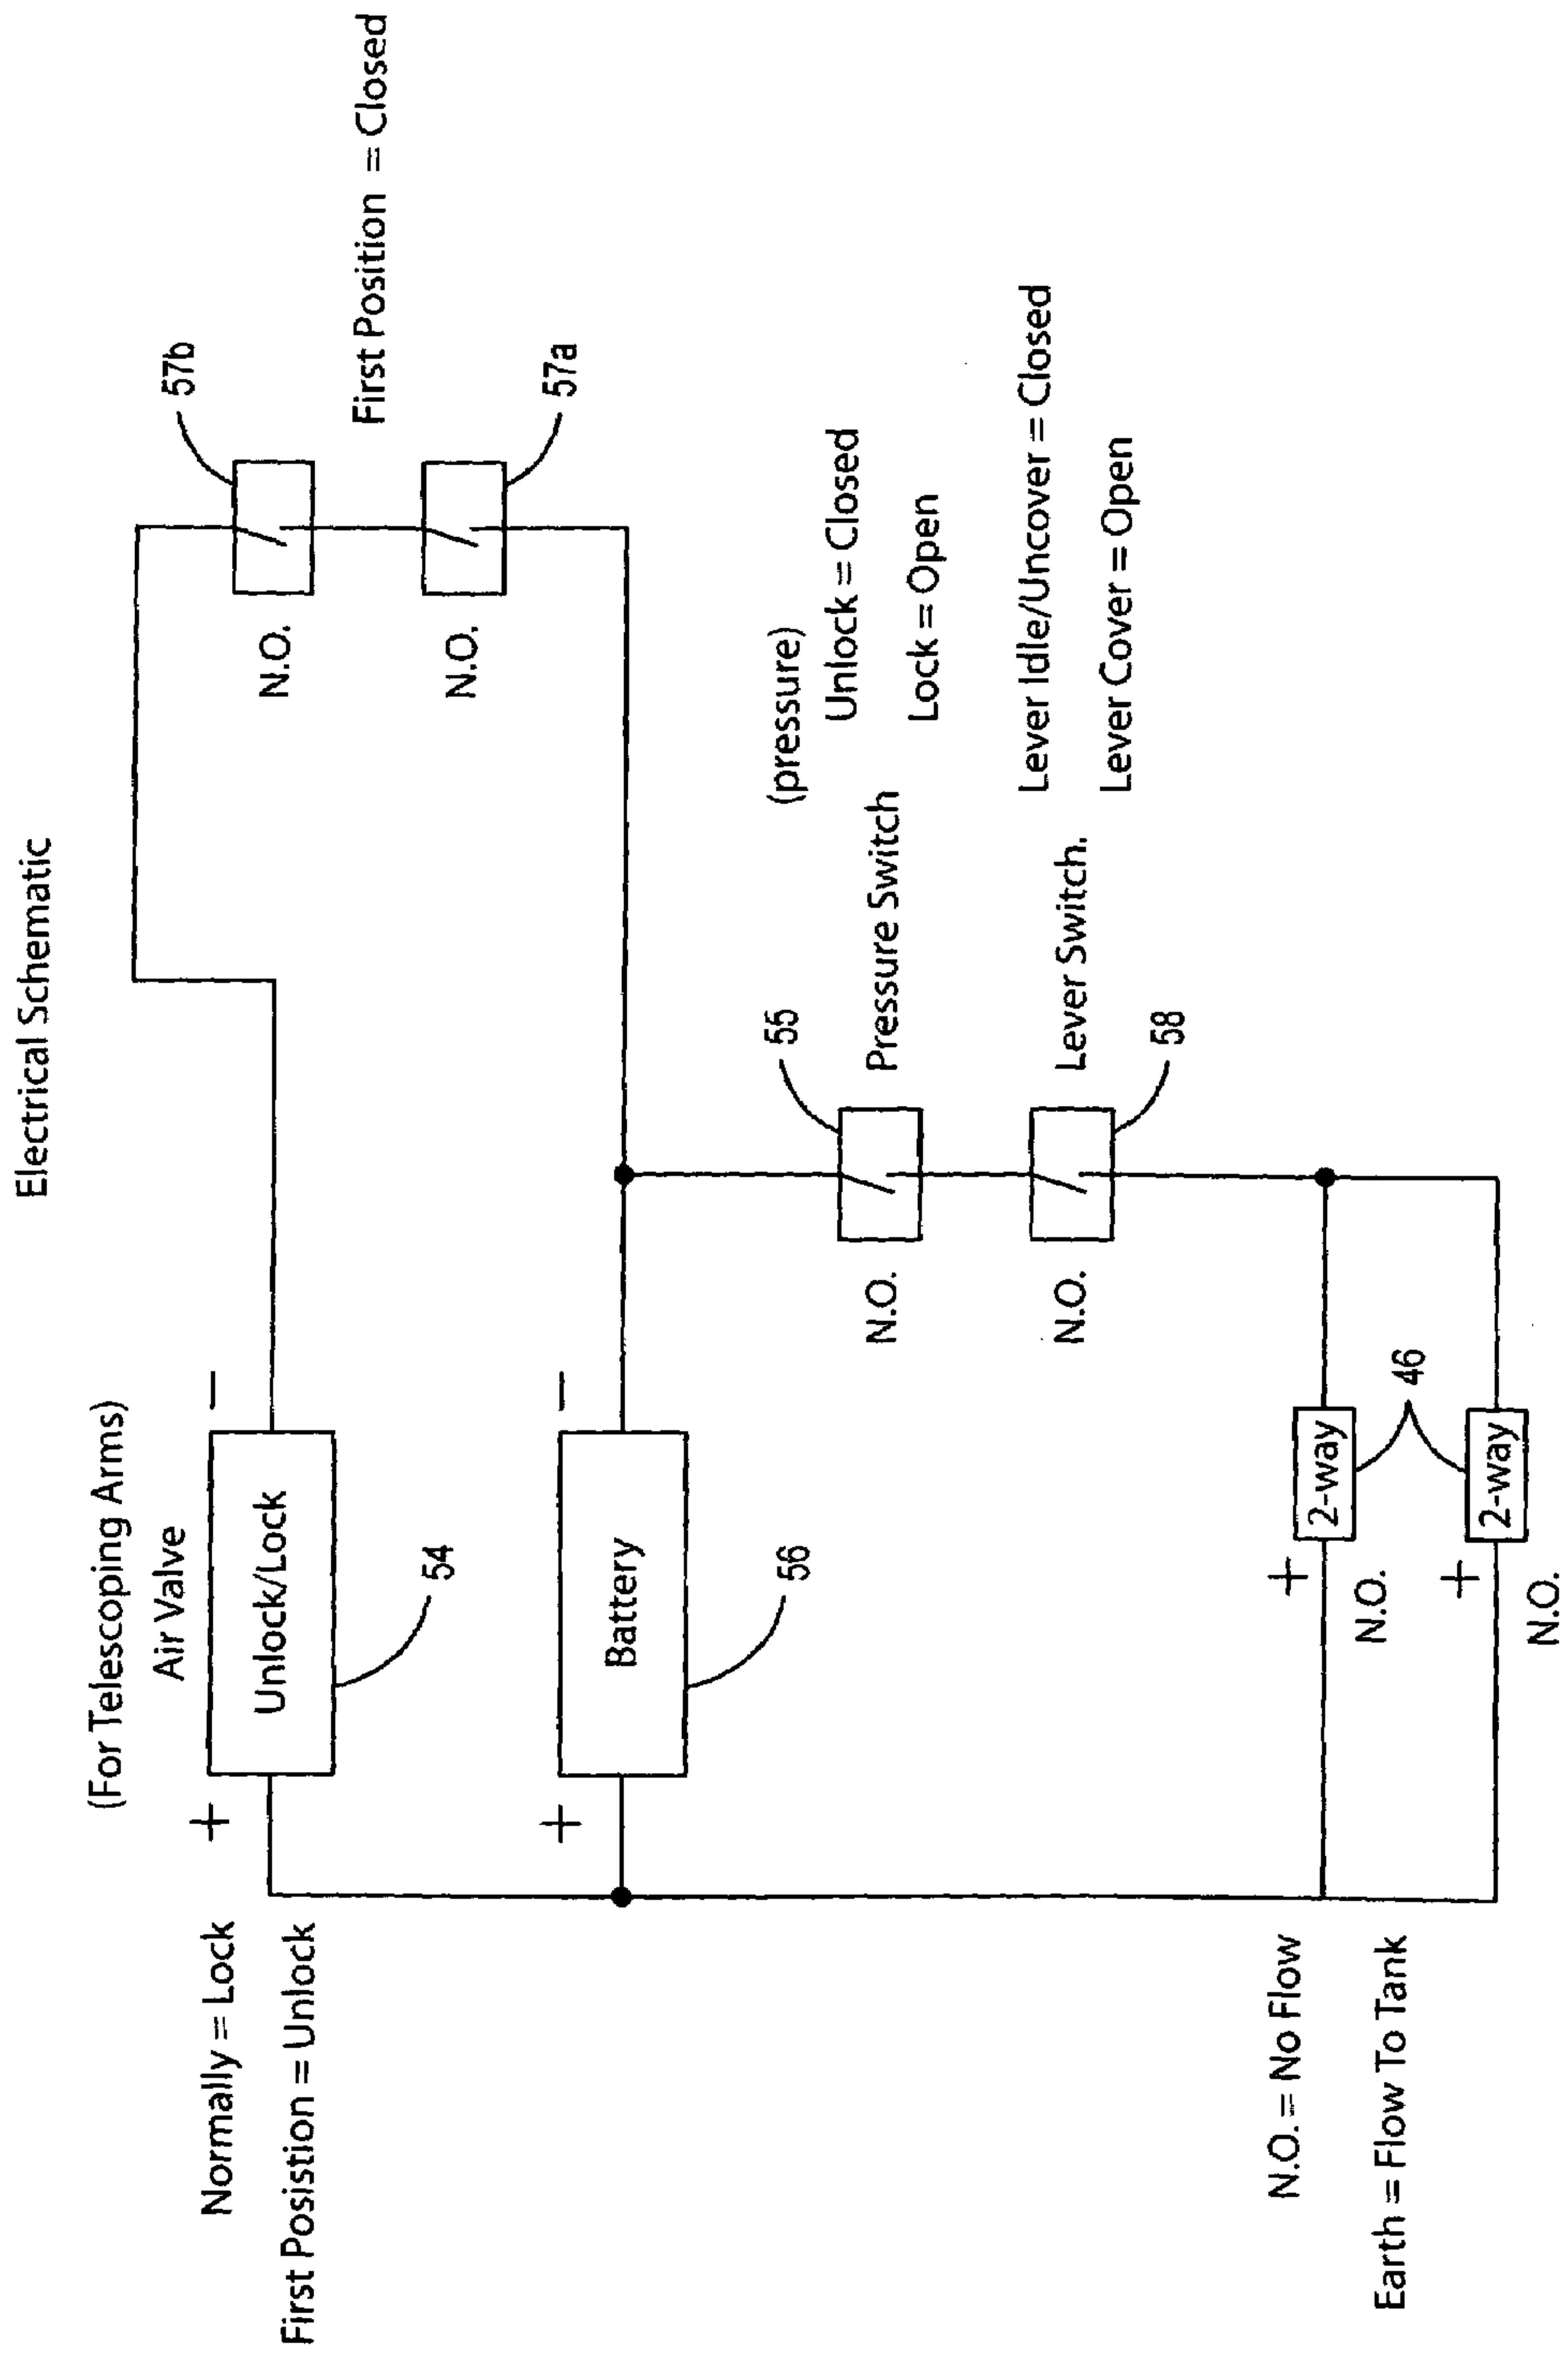 Electrical Schematic
(For Telescoping Arms)
Air Valve
Normally = Lock
First Posistion = Unlock
+
Unlock/Lock
−
54
57b
N.O.
First Position = Closed
N.O.
57a
+
Battery
−
56
55
N.O.
Pressure Switch
(pressure)
Unlock = Closed
Lock = Open
N.O.
Lever Switch.
58
Lever Idle/Uncover = Closed
Lever Cover = Open
N.O. = No Flow
Earth = Flow To Tank
+
2-way
N.O.
46
+
2-way
N.O.